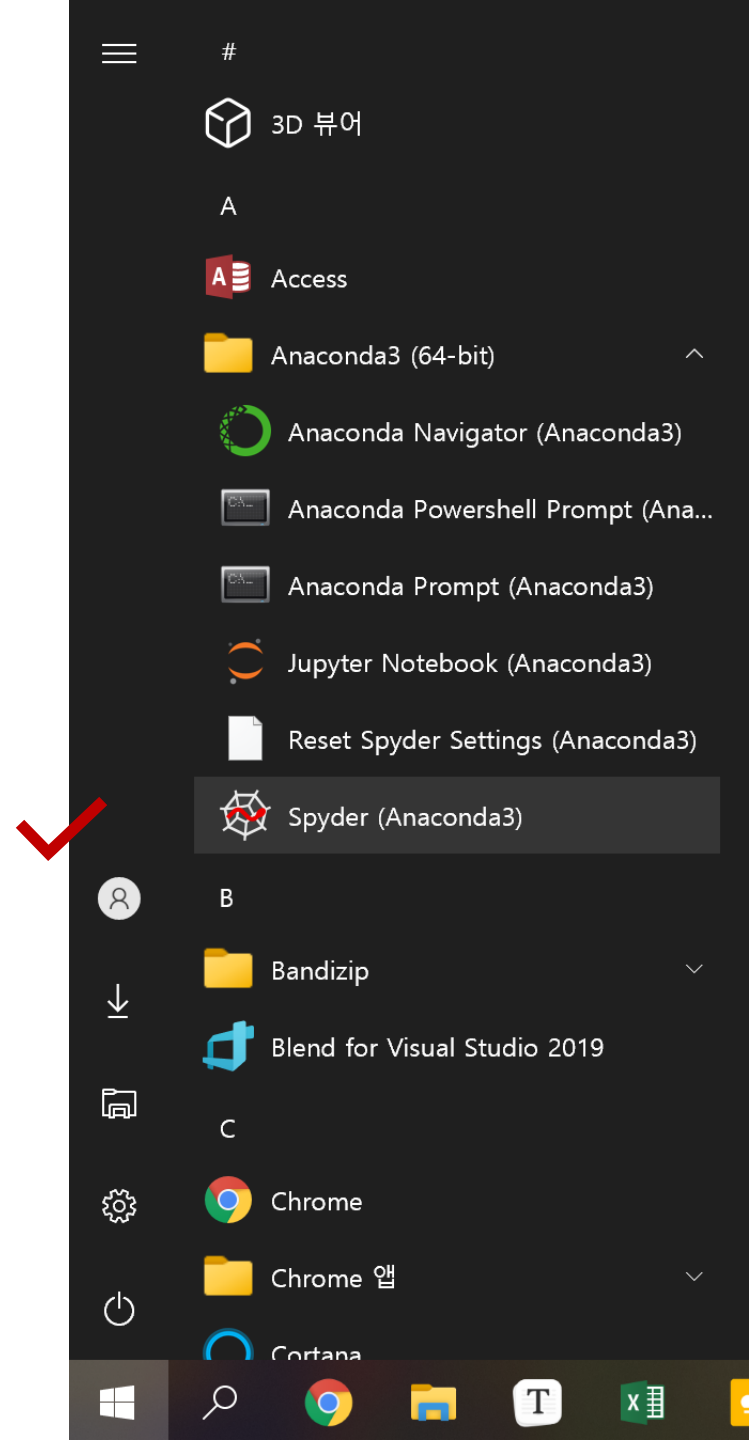 #
3D 뷰어
A
Access
Anaconda3 (64-bit)
Anaconda Navigator (Anaconda3)
Anaconda Powershell Prompt (Ana...
Anaconda Prompt (Anaconda3)
Jupyter Notebook (Anaconda3)
Reset Spyder Settings (Anaconda3)
Spyder (Anaconda3)
B
Bandizip
Blend for Visual Studio 2019
C
Chrome
Chrome 앱
Cortana